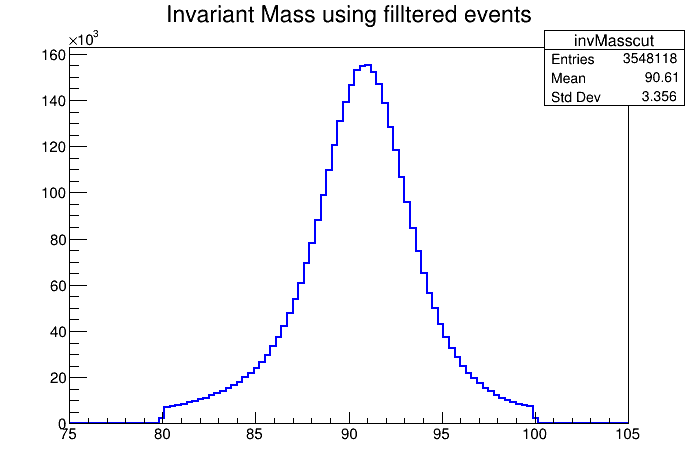 Invariant Mass using filltered events
×10³
invMasscut
Entries 3548118
Mean 90.61
Std Dev 3.356
160
140
120
100
80
60
40
20
0
75 80 85 90 95 100 105